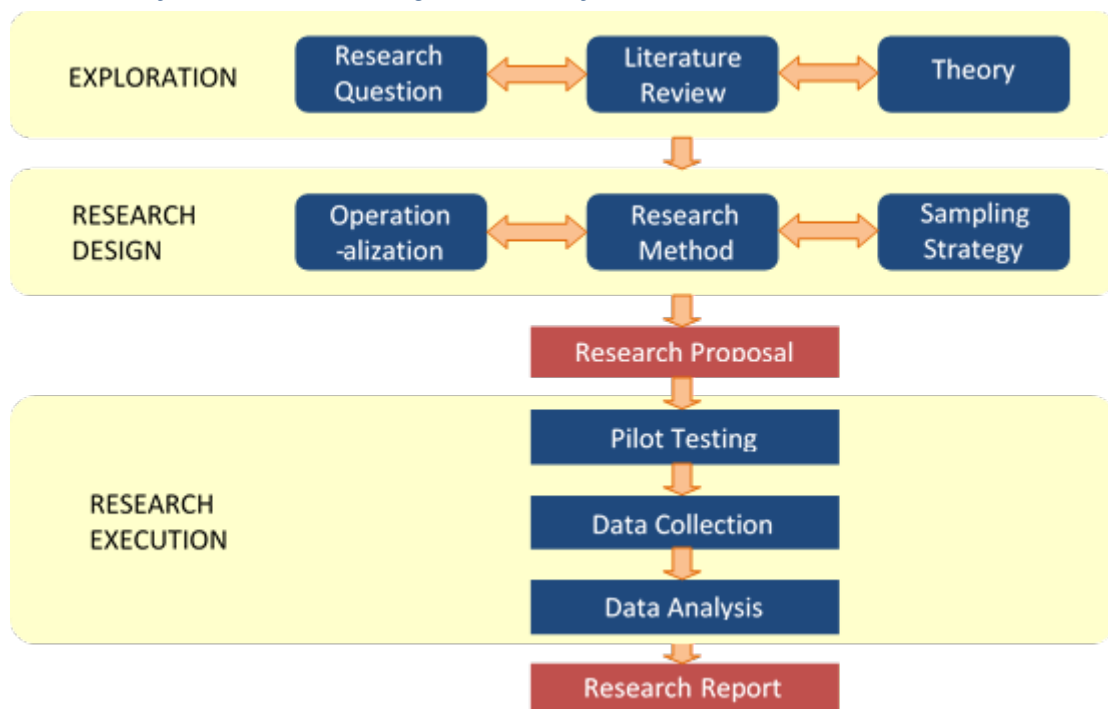 EXPLORATION
Research
Question
Literature
Review
Theory
RESEARCH
DESIGN
Operation
-alization
Research
Method
Sampling
Strategy
Research Proposal
RESEARCH
EXECUTION
Pilot Testing
Data Collection
Data Analysis
Research Report